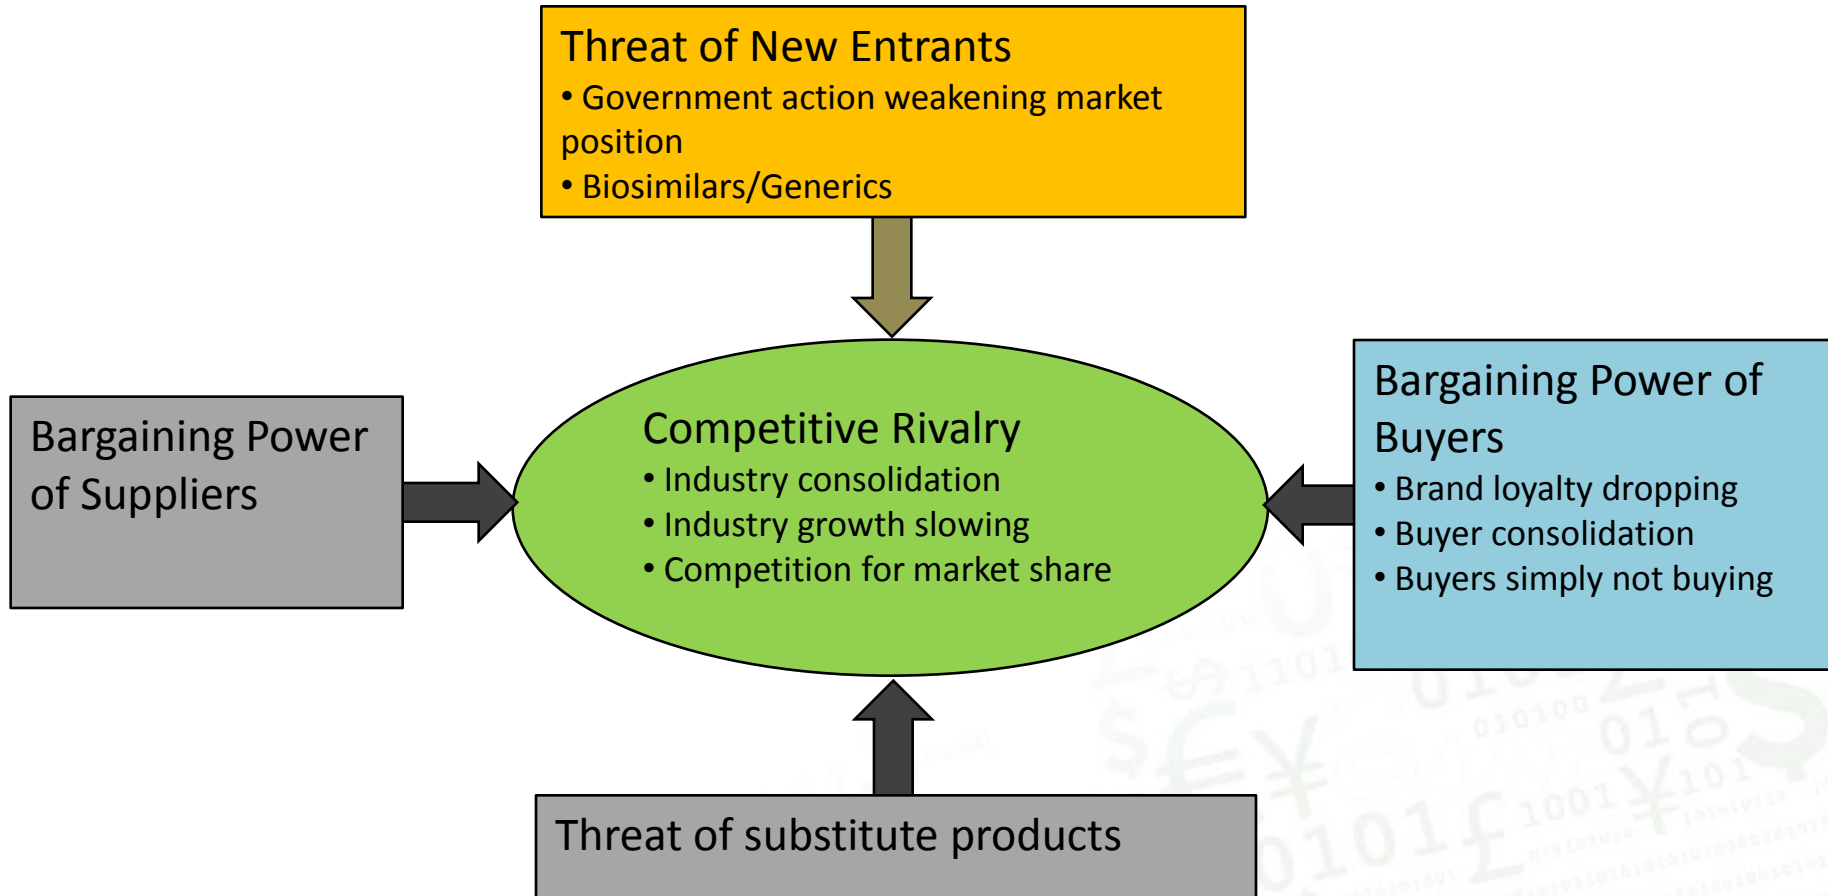 Threat of New Entrants
• Government action weakening market
position
• Biosimilars/Generics
Bargaining Power
of Suppliers
Competitive Rivalry
• Industry consolidation
• Industry growth slowing
• Competition for market share
Bargaining Power of
Buyers
• Brand loyalty dropping
• Buyer consolidation
• Buyers simply not buying
Threat of substitute products